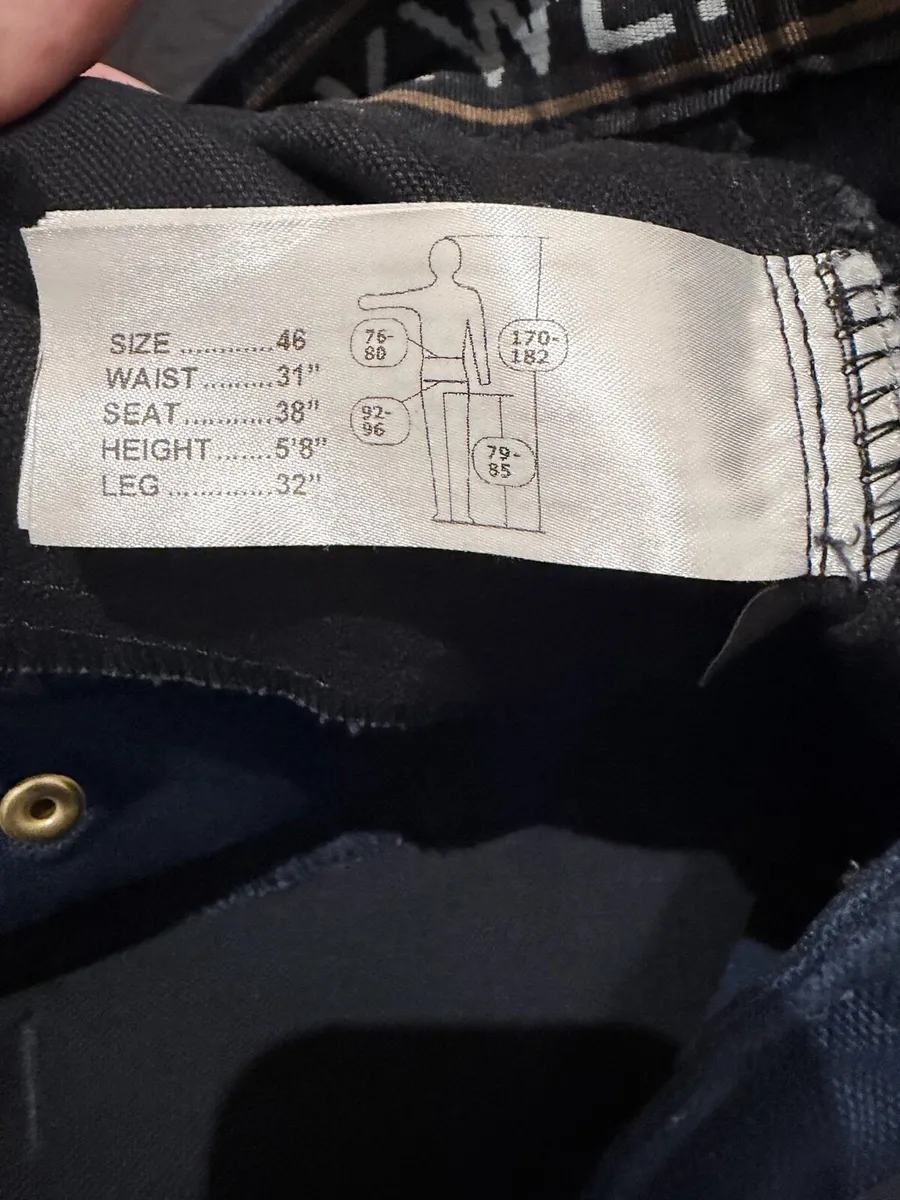 SIZE ............46
WAIST.........31"
SEAT............38"
HEIGHT.......5'8"
LEG .............32"
76-
80
170-
182
92-
96
79-
85